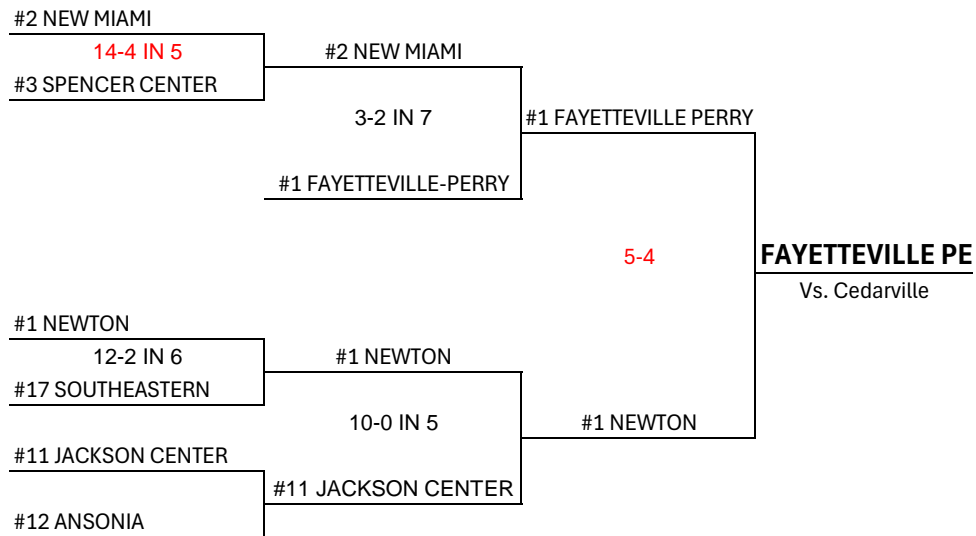 #2 NEW MIAMI
14-4 IN 5
#2 NEW MIAMI
#3 SPENCER CENTER
3-2 IN 7
#1 FAYETTEVILLE PERRY
#1 FAYETTEVILLE-PERRY
5-4
FAYETTEVILLE PE
Vs. Cedarville
#1 NEWTON
12-2 IN 6
#1 NEWTON
#17 SOUTHEASTERN
10-0 IN 5
#1 NEWTON
#11 JACKSON CENTER
#11 JACKSON CENTER
#12 ANSONIA